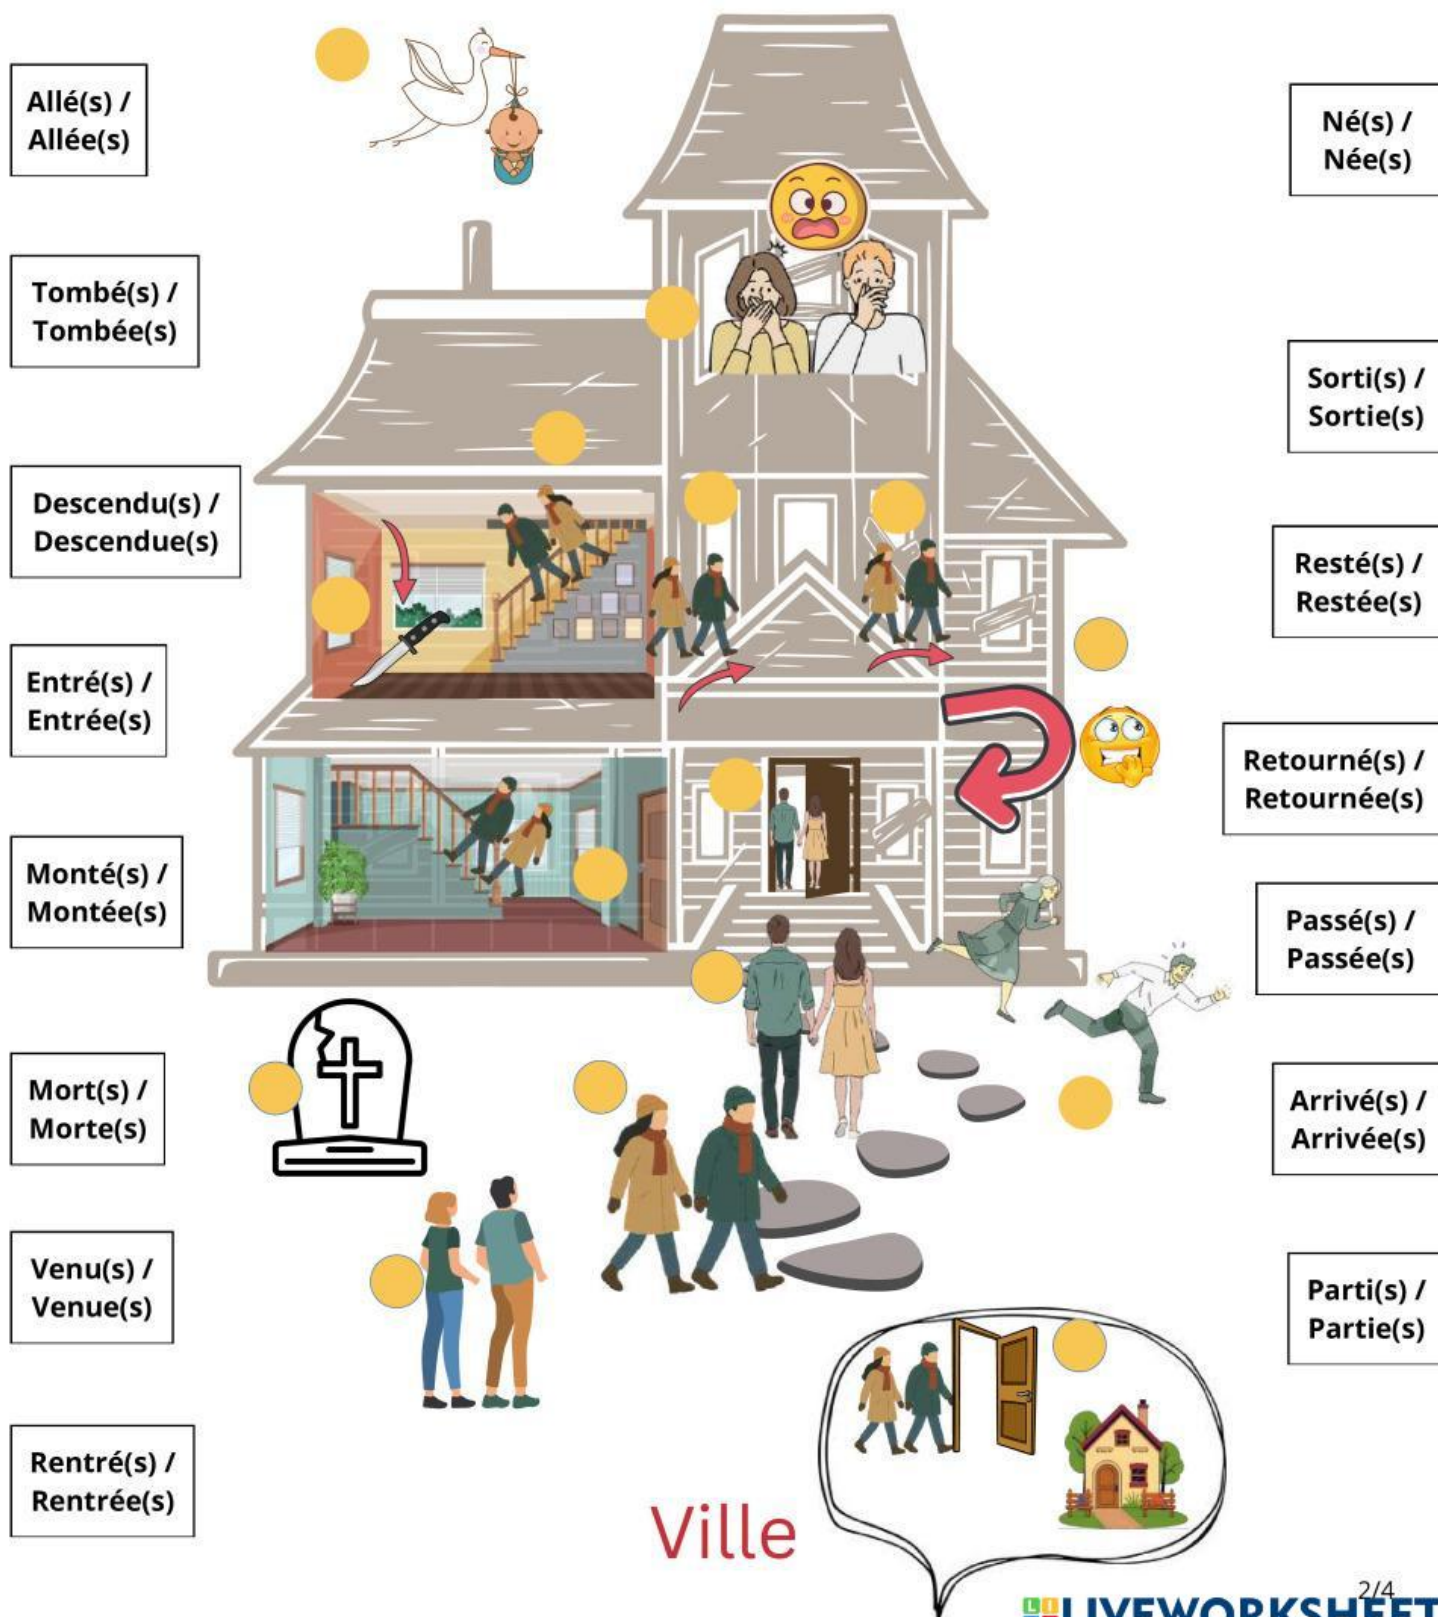 Allé(s) /
Allée(s)
Tombé(s) /
Tombée(s)
Descendu(s) /
Descendue(s)
Entré(s) /
Entrée(s)
Monté(s) /
Montée(s)
Mort(s) /
Morte(s)
Venu(s) /
Venue(s)
Rentré(s) /
Rentrée(s)
Né(s) /
Née(s)
Sorti(s) /
Sortie(s)
Resté(s) /
Restée(s)
Retourné(s) /
Retournée(s)
Passé(s) /
Passée(s)
Arrivé(s) /
Arrivée(s)
Parti(s) /
Partie(s)
Ville
2/4
LIVEWORKSHEET